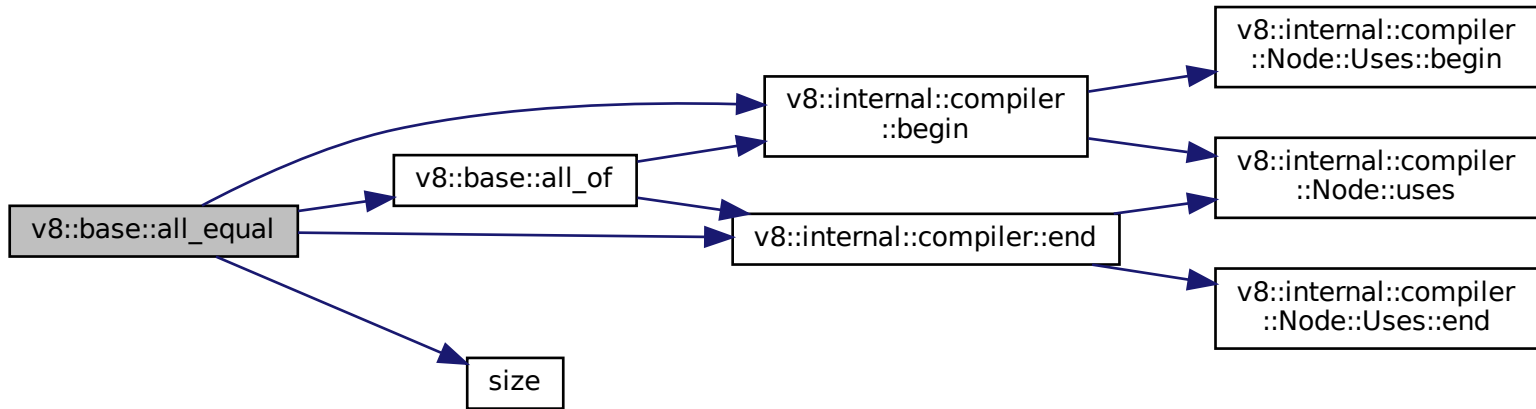 v8::base::all_equal
v8::base::all_of
size
v8::internal::compiler
::begin
v8::internal::compiler::end
v8::internal::compiler
::Node::Uses::begin
v8::internal::compiler
::Node::uses
v8::internal::compiler
::Node::Uses::end